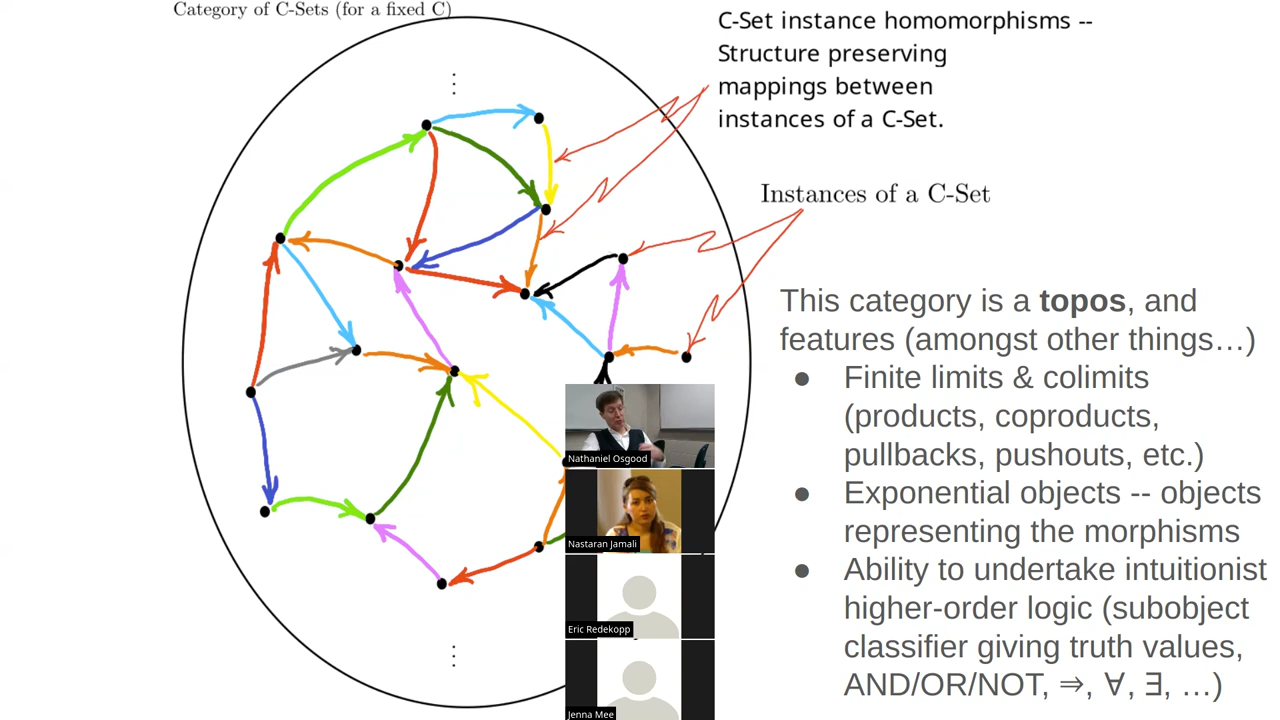 Category of C-Sets (for a fixed C)
C-Set instance homomorphisms --
Structure preserving
mappings between
instances of a C-Set.
Instances of a C-Set
This category is a topos, and
features (amongst other things…)
● Finite limits & colimits
(products, coproducts,
pullbacks, pushouts, etc.)
● Exponential objects -- objects
representing the morphisms
● Ability to undertake intuitionist
higher-order logic (subobject
classifier giving truth values,
AND/OR/NOT, ⇒, ∀, ∃, …)
Nathaniel Osgood
Nastaran Jamali
Eric Redekopp
Jenna Mee